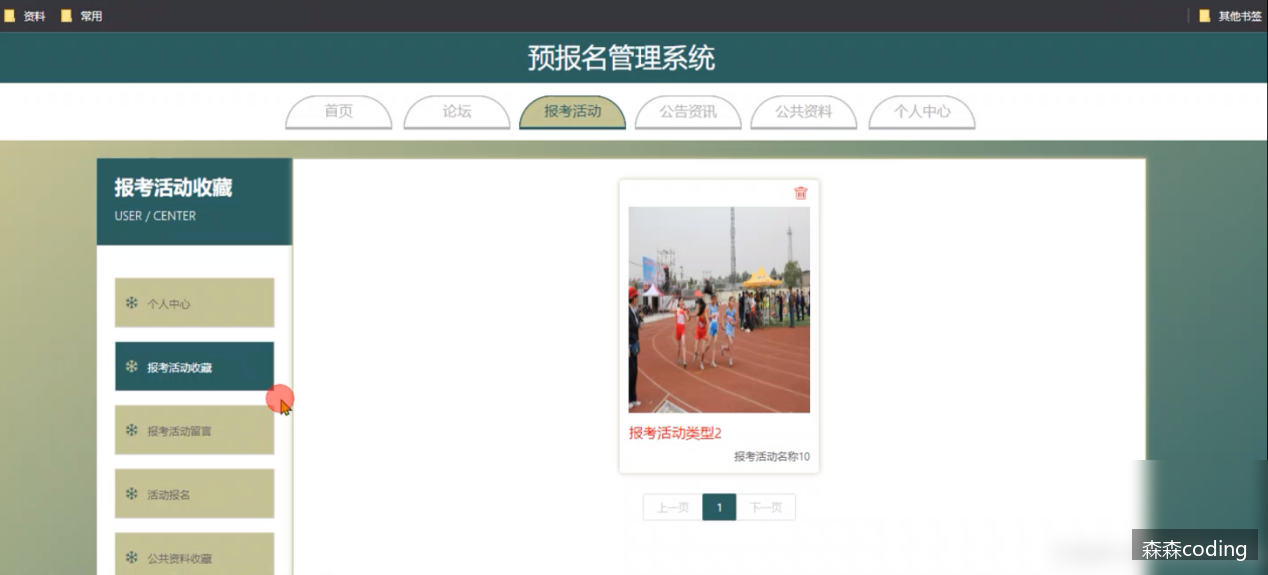 资料 常用 其他书签
预报名管理系统
首页 论坛 报考活动 公告资讯 公共资料 个人中心
报考活动收藏
USER / CENTER
个人中心
报考活动收藏
报考活动留言
活动报名
公共资料收藏
报考活动类型2
报考活动名称10
上一页 1 下一页
森森coding